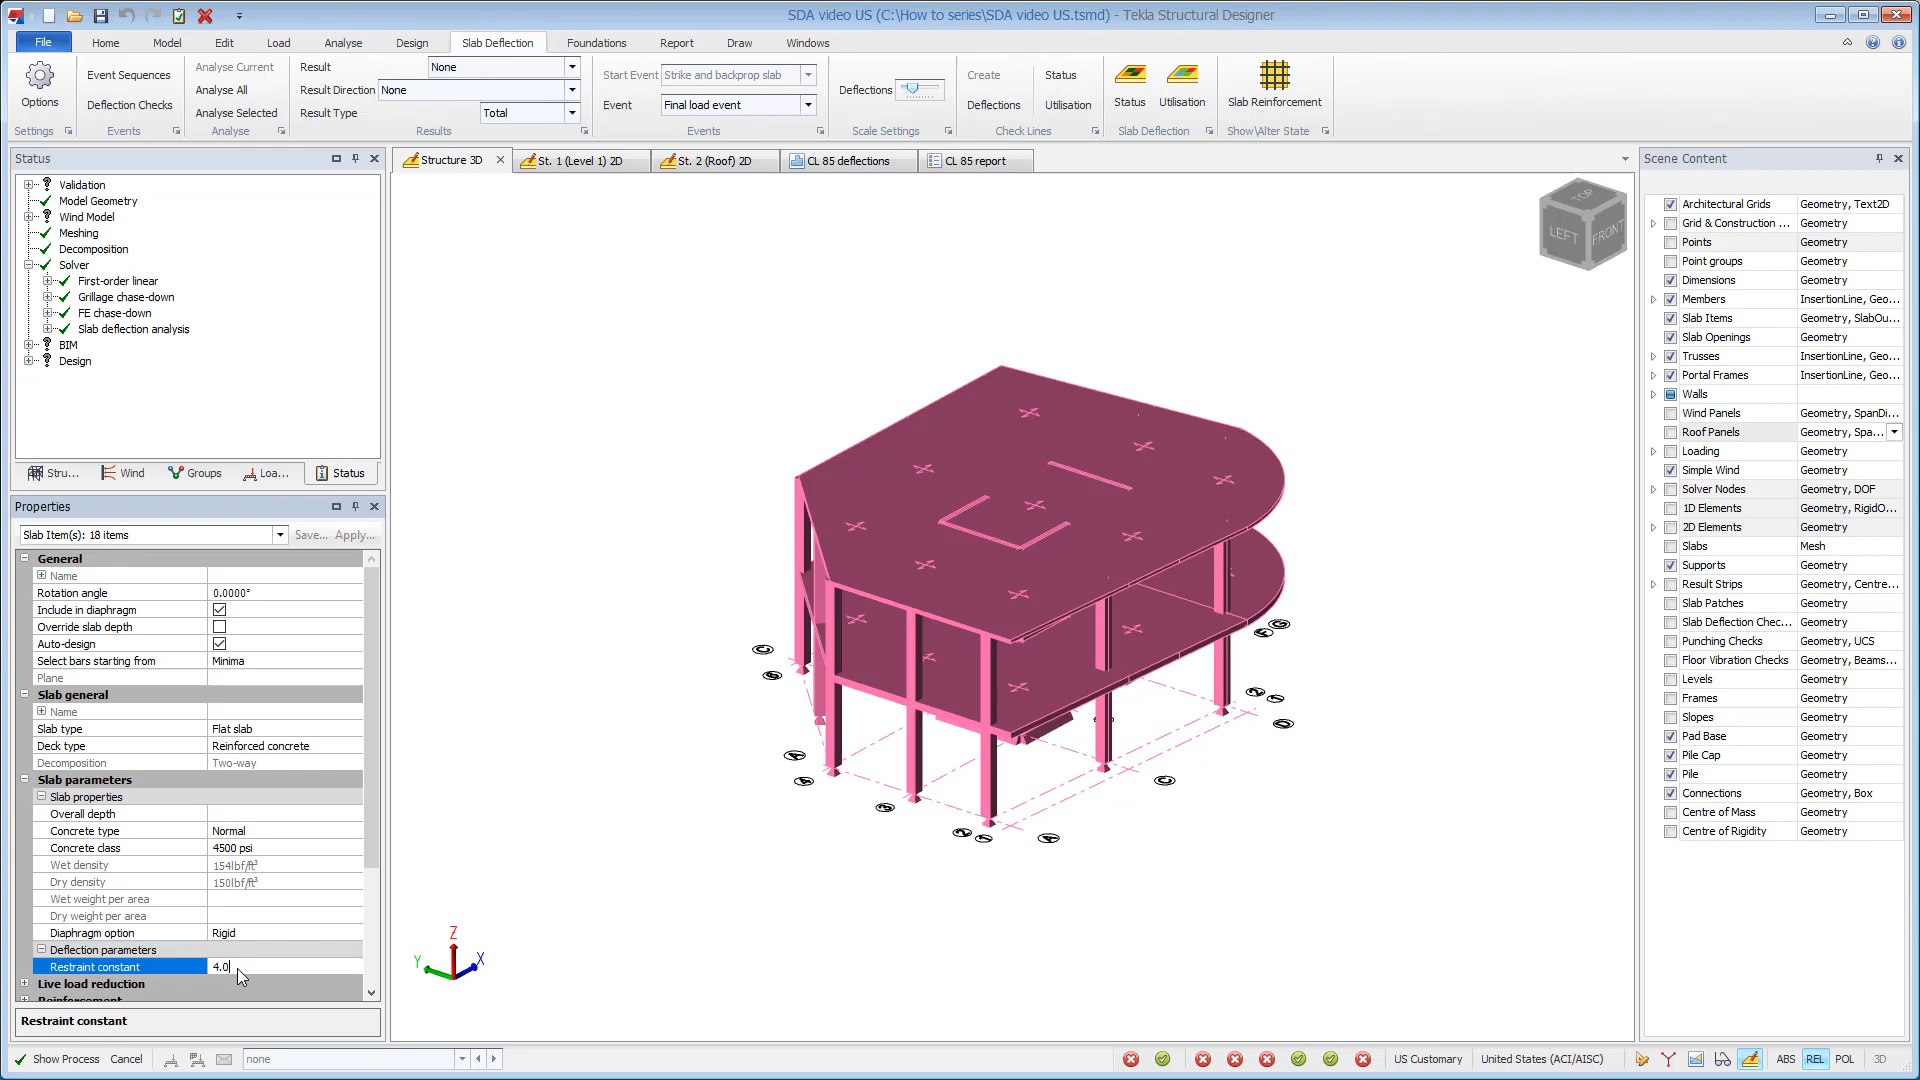 SDA video US (C:\How to series\SDA video US.tsmd) - Tekla Structural Designer
File Home Model Edit Load Analyse Design Slab Deflection Foundations Report Draw Windows
Options
Settings
Event Sequences
Deflection Checks
Events
Analyse Current
Analyse All
Analyse Selected
Analyse
Result None
Result Direction None
Result Type Total
Results
Start Event Strike and backprop slab
Event Final load event
Events
Deflections
Scale Settings
Create
Deflections
Status
Utilisation
Check Lines
Status Utilisation
Slab Deflection
Slab Reinforcement
Show\Alter State
Status
Validation
Model Geometry
Wind Model
Meshing
Decomposition
Solver
First-order linear
Grillage chase-down
FE chase-down
Slab deflection analysis
BIM
Design
Stru... Wind Groups Loa... Status
Properties
Slab Item(s): 18 items Save... Apply...
General
Name
Rotation angle 0.0000°
Include in diaphragm
Override slab depth
Auto-design
Select bars starting from Minima
Plane
Slab general
Name
Slab type Flat slab
Deck type Reinforced concrete
Decomposition Two-way
Slab parameters
Slab properties
Overall depth
Concrete type Normal
Concrete class 4500 psi
Wet density 154lbf/ft³
Dry density 150lbf/ft³
Wet weight per area
Dry weight per area
Diaphragm option Rigid
Deflection parameters
Restraint constant 4.0
Live load reduction
Reinforcement
Restraint constant
Structure 3D St. 1 (Level 1) 2D St. 2 (Roof) 2D CL 85 deflections CL 85 report
TOP
LEFT FRONT
C
F G
2 1
D
A
4
3
C
2 1 A
Z
Y X
Scene Content
Architectural Grids Geometry, Text2D
Grid & Construction ... Geometry
Points Geometry
Point groups Geometry
Dimensions Geometry
Members InsertionLine, Geo...
Slab Items Geometry, SlabOu...
Slab Openings Geometry
Trusses InsertionLine, Geo...
Portal Frames InsertionLine, Geo...
Walls
Wind Panels Geometry, SpanDi...
Roof Panels Geometry, Spa...
Loading Geometry
Simple Wind Geometry
Solver Nodes Geometry, DOF
1D Elements Geometry, RigidO...
2D Elements Geometry
Slabs Mesh
Supports Geometry
Result Strips Geometry, Centre...
Slab Patches Geometry
Slab Deflection Chec... Geometry
Punching Checks Geometry, UCS
Floor Vibration Checks Geometry, Beams...
Levels Geometry
Frames Geometry
Slopes Geometry
Pad Base Geometry
Pile Cap Geometry
Pile Geometry
Connections Geometry, Box
Centre of Mass Geometry
Centre of Rigidity Geometry
Show Process Cancel none US Customary United States (ACI/AISC) ABS REL POL 3D